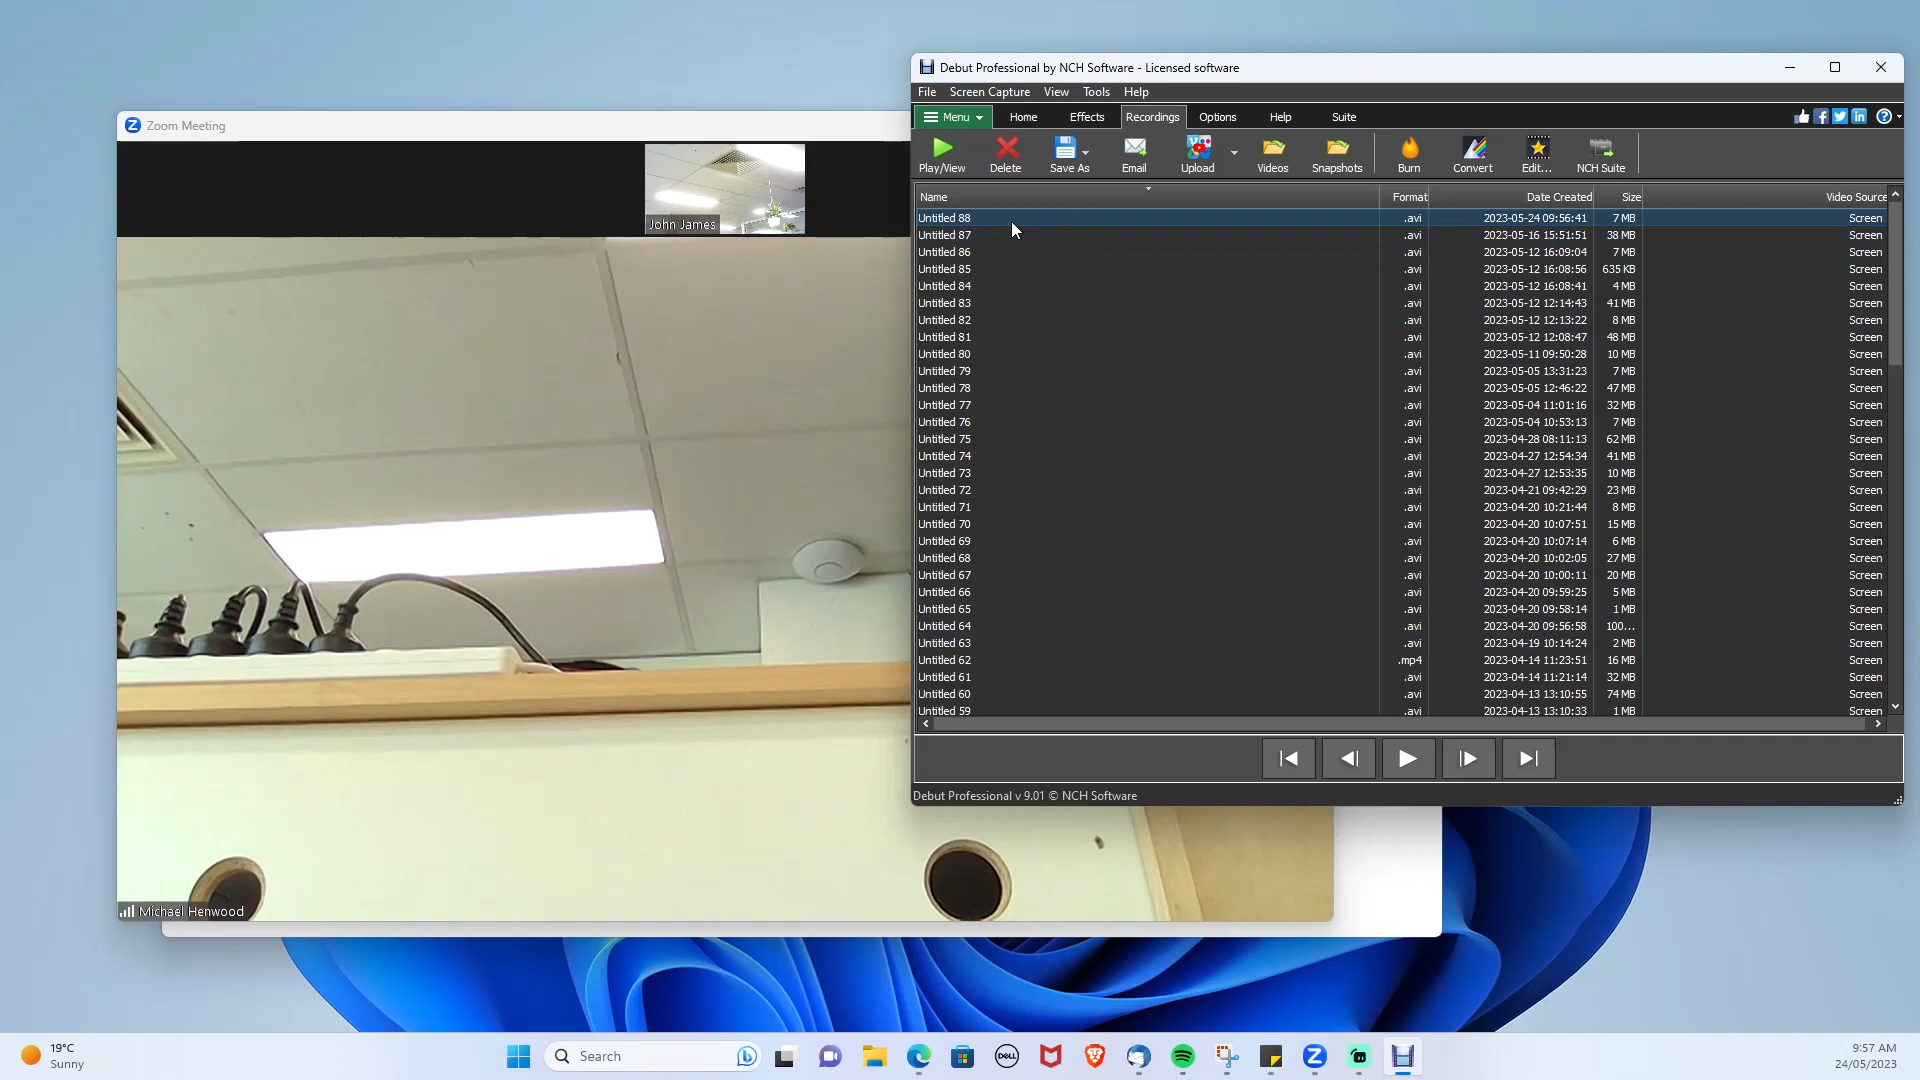 Zoom Meeting
John James
Michael Henwood
Debut Professional by NCH Software - Licensed software
File Screen Capture View Tools Help
Menu Home Effects Recordings Options Help Suite
Play/View Delete Save As Email Upload Videos Snapshots Burn Convert Edit... NCH Suite
Name Format Date Created Size Video Source
Untitled 88 .avi 2023-05-24 09:56:41 7 MB Screen
Untitled 87 .avi 2023-05-16 15:51:51 38 MB Screen
Untitled 86 .avi 2023-05-12 16:09:04 7 MB Screen
Untitled 85 .avi 2023-05-12 16:08:56 635 KB Screen
Untitled 84 .avi 2023-05-12 16:08:41 4 MB Screen
Untitled 83 .avi 2023-05-12 12:14:43 41 MB Screen
Untitled 82 .avi 2023-05-12 12:13:22 8 MB Screen
Untitled 81 .avi 2023-05-12 12:08:47 48 MB Screen
Untitled 80 .avi 2023-05-11 09:50:28 10 MB Screen
Untitled 79 .avi 2023-05-05 13:31:23 7 MB Screen
Untitled 78 .avi 2023-05-05 12:46:22 47 MB Screen
Untitled 77 .avi 2023-05-04 11:01:16 32 MB Screen
Untitled 76 .avi 2023-05-04 10:53:13 7 MB Screen
Untitled 75 .avi 2023-04-28 08:11:13 62 MB Screen
Untitled 74 .avi 2023-04-27 12:54:34 41 MB Screen
Untitled 73 .avi 2023-04-27 12:53:35 10 MB Screen
Untitled 72 .avi 2023-04-21 09:42:29 23 MB Screen
Untitled 71 .avi 2023-04-20 10:21:44 8 MB Screen
Untitled 70 .avi 2023-04-20 10:07:51 15 MB Screen
Untitled 69 .avi 2023-04-20 10:07:14 6 MB Screen
Untitled 68 .avi 2023-04-20 10:02:05 27 MB Screen
Untitled 67 .avi 2023-04-20 10:00:11 20 MB Screen
Untitled 66 .avi 2023-04-20 09:59:25 5 MB Screen
Untitled 65 .avi 2023-04-20 09:58:14 1 MB Screen
Untitled 64 .avi 2023-04-20 09:56:58 100... Screen
Untitled 63 .avi 2023-04-19 10:14:24 2 MB Screen
Untitled 62 .mp4 2023-04-14 11:23:51 16 MB Screen
Untitled 61 .avi 2023-04-14 11:21:14 32 MB Screen
Untitled 60 .avi 2023-04-13 13:10:55 74 MB Screen
Untitled 59 .avi 2023-04-13 13:10:33 1 MB Screen
Debut Professional v 9.01 © NCH Software
19°C
Sunny
Search
DELL
9:57 AM
24/05/2023